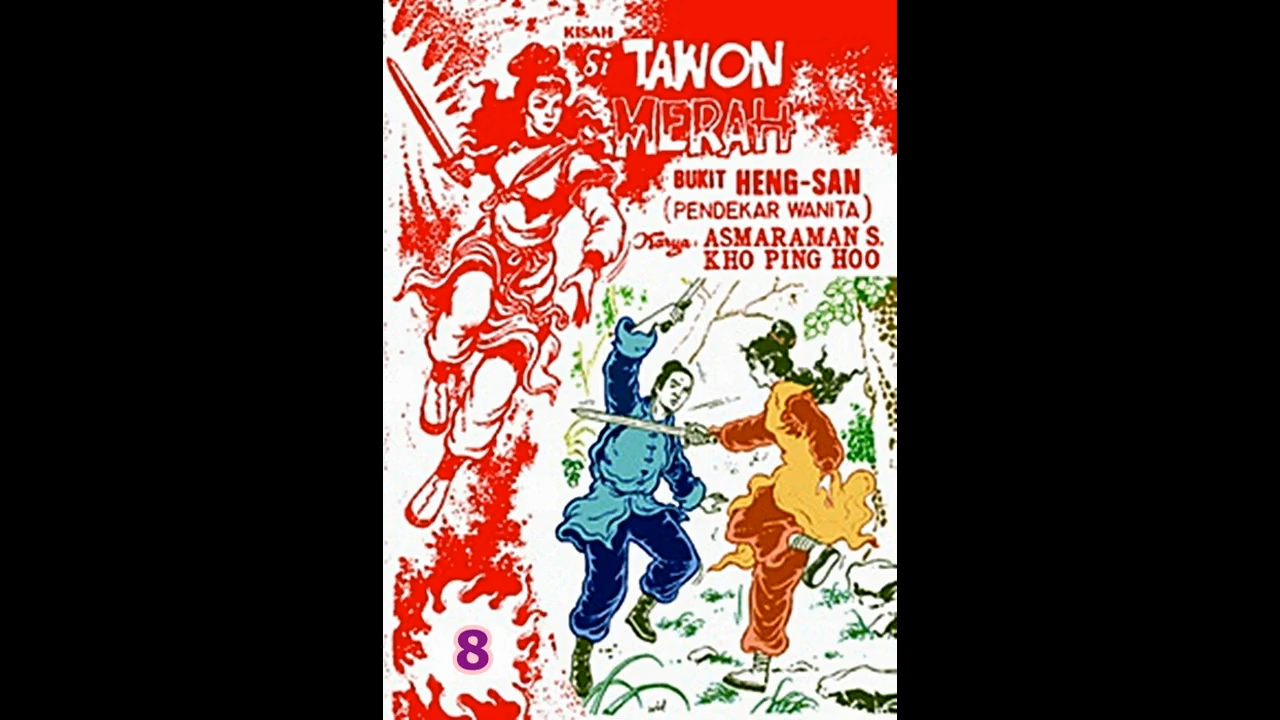 KISAH
Si TAWON
MERAH
BUKIT HENG-SAN
(PENDEKAR WANITA)
Karya: ASMARAMAN S.
KHO PING HOO
8